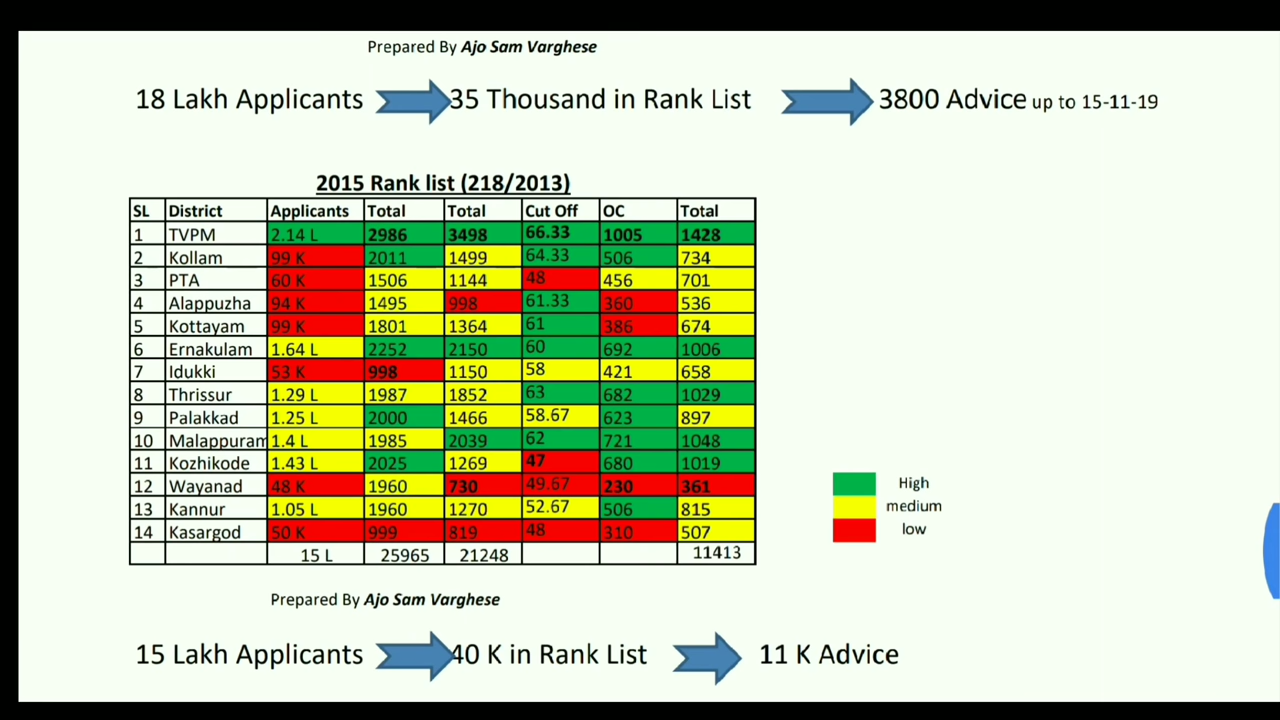 Prepared By Ajo Sam Varghese
18 Lakh Applicants 35 Thousand in Rank List 3800 Advice up to 15-11-19
2015 Rank list (218/2013)
SL District Applicants Total Total Cut Off OC Total
1 TVPM 2.14 L 2986 3498 66.33 1005 1428
2 Kollam 99 K 2011 1499 64.33 506 734
3 PTA 60 K 1506 1144 48 456 701
4 Alappuzha 94 K 1495 998 61.33 360 536
5 Kottayam 99 K 1801 1364 61 386 674
6 Ernakulam 1.64 L 2252 2150 60 692 1006
7 Idukki 53 K 998 1150 58 421 658
8 Thrissur 1.29 L 1987 1852 63 682 1029
9 Palakkad 1.25 L 2000 1466 58.67 623 897
10 Malappuram 1.4 L 1985 2039 62 721 1048
11 Kozhikode 1.43 L 2025 1269 47 680 1019
12 Wayanad 48 K 1960 730 49.67 230 361
13 Kannur 1.05 L 1960 1270 52.67 506 815
14 Kasargod 50 K 999 819 48 310 507
15 L 25965 21248 11413
High
medium
low
Prepared By Ajo Sam Varghese
15 Lakh Applicants 40 K in Rank List 11 K Advice